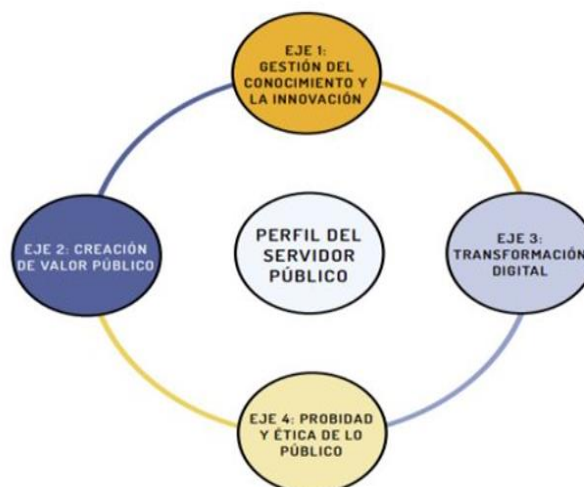 EJE 1:
GESTIÓN DEL
CONOCIMIENTO Y
LA INNOVACIÓN
EJE 2: CREACIÓN
DE VALOR PÚBLICO
PERFIL DEL
SERVIDOR
PÚBLICO
EJE 3:
TRANSFORMACIÓN
DIGITAL
EJE 4: PROBIDAD
Y ÉTICA DE LO
PÚBLICO